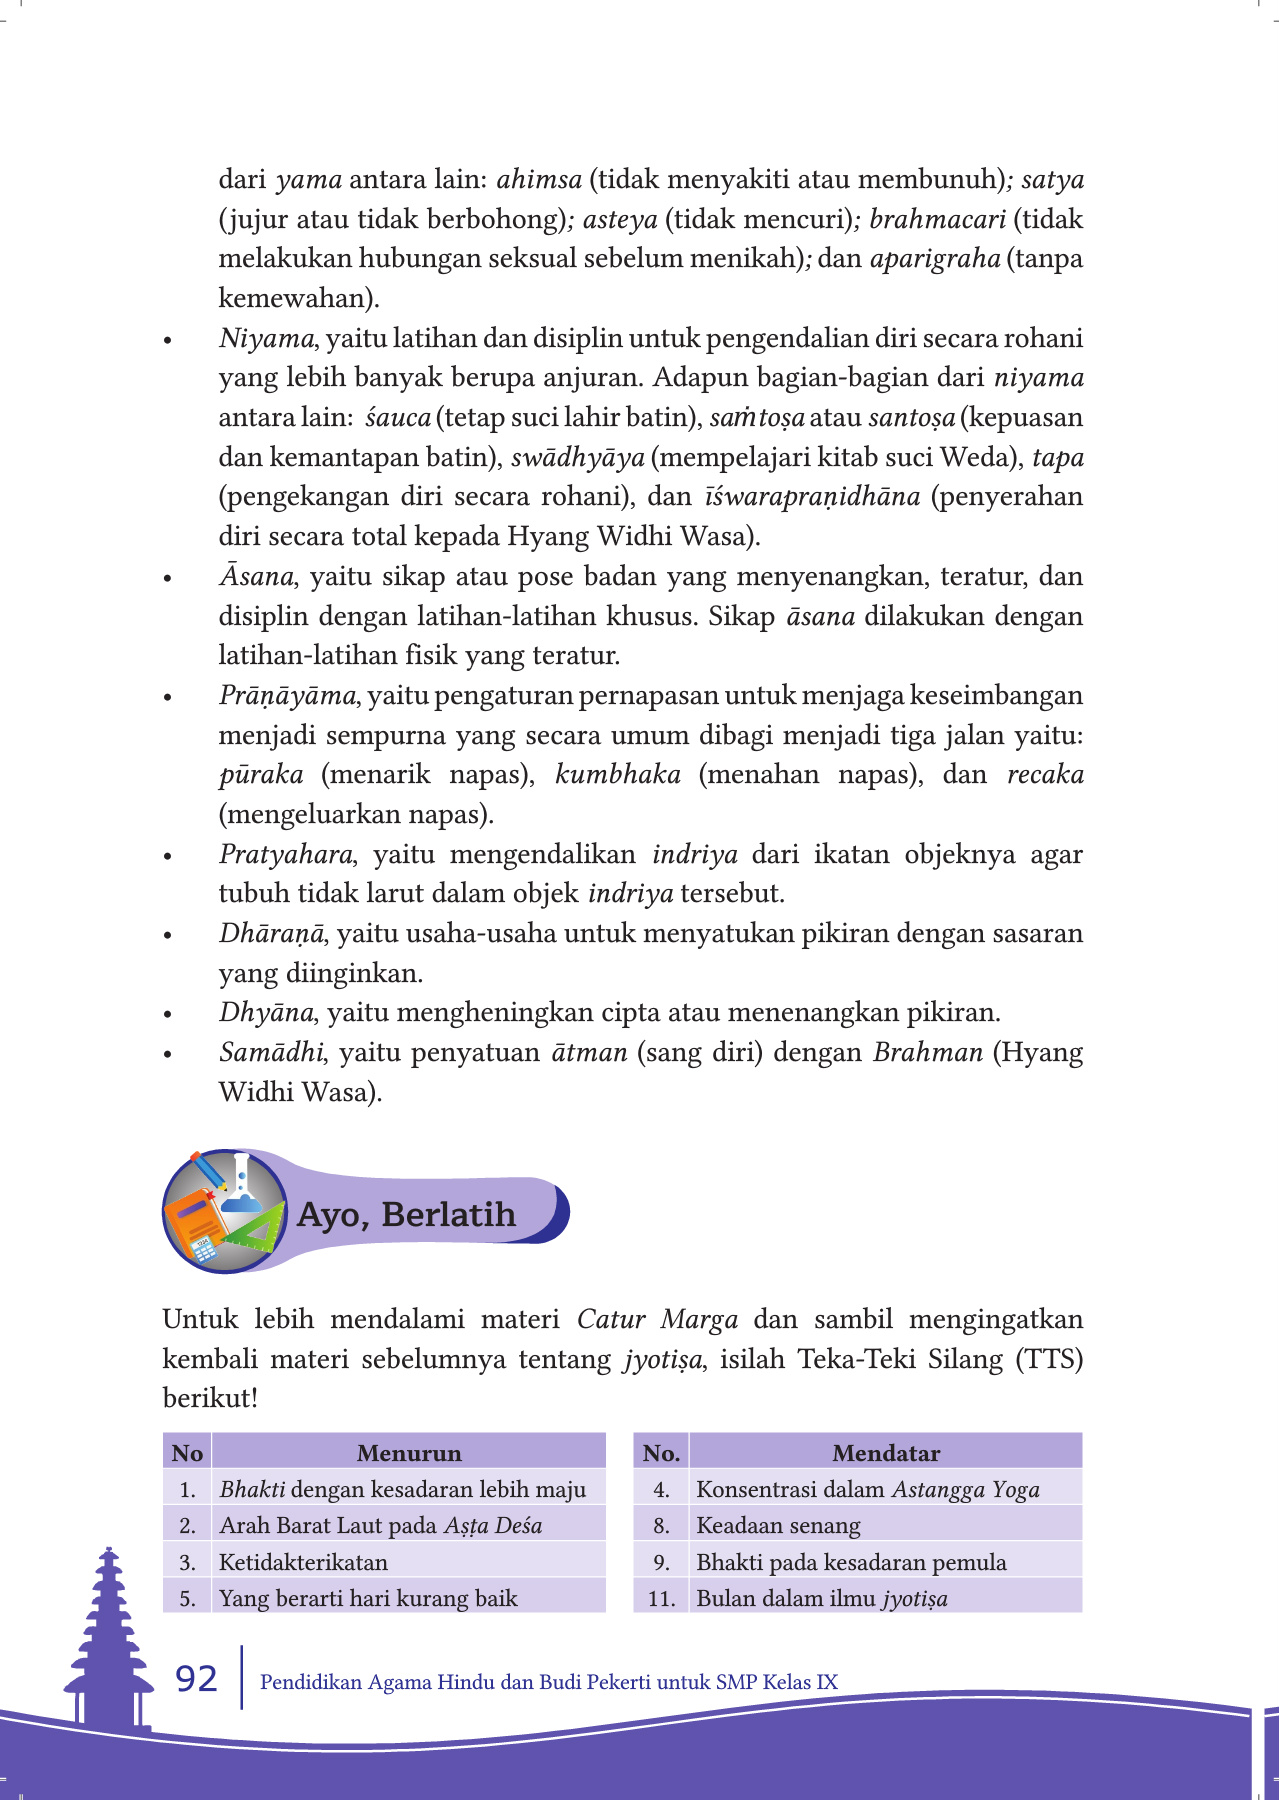 dari yama antara lain: ahimsa (tidak menyakiti atau membunuh); satya
(jujur atau tidak berbohong); asteya (tidak mencuri); brahmacari (tidak
melakukan hubungan seksual sebelum menikah); dan aparigraha (tanpa
kemewahan).
• Niyama, yaitu latihan dan disiplin untuk pengendalian diri secara rohani
yang lebih banyak berupa anjuran. Adapun bagian-bagian dari niyama
antara lain: śauca (tetap suci lahir batin), saṁtoṣa atau santoṣa (kepuasan
dan kemantapan batin), swādhyāya (mempelajari kitab suci Weda), tapa
(pengekangan diri secara rohani), dan īśwarapraṇidhāna (penyerahan
diri secara total kepada Hyang Widhi Wasa).
• Āsana, yaitu sikap atau pose badan yang menyenangkan, teratur, dan
disiplin dengan latihan-latihan khusus. Sikap āsana dilakukan dengan
latihan-latihan fisik yang teratur.
• Prāṇāyāma, yaitu pengaturan pernapasan untuk menjaga keseimbangan
menjadi sempurna yang secara umum dibagi menjadi tiga jalan yaitu:
pūraka (menarik napas), kumbhaka (menahan napas), dan recaka
(mengeluarkan napas).
• Pratyahara, yaitu mengendalikan indriya dari ikatan objeknya agar
tubuh tidak larut dalam objek indriya tersebut.
• Dhāraṇā, yaitu usaha-usaha untuk menyatukan pikiran dengan sasaran
yang diinginkan.
• Dhyāna, yaitu mengheningkan cipta atau menenangkan pikiran.
• Samādhi, yaitu penyatuan ātman (sang diri) dengan Brahman (Hyang
Widhi Wasa).
Ayo, Berlatih
Untuk lebih mendalami materi Catur Marga dan sambil mengingatkan
kembali materi sebelumnya tentang jyotiṣa, isilah Teka-Teki Silang (TTS)
berikut!
No Menurun
1. Bhakti dengan kesadaran lebih maju
2. Arah Barat Laut pada Aṣṭa Deśa
3. Ketidakterikatan
5. Yang berarti hari kurang baik
No. Mendatar
4. Konsentrasi dalam Astangga Yoga
8. Keadaan senang
9. Bhakti pada kesadaran pemula
11. Bulan dalam ilmu jyotiṣa
92 Pendidikan Agama Hindu dan Budi Pekerti untuk SMP Kelas IX